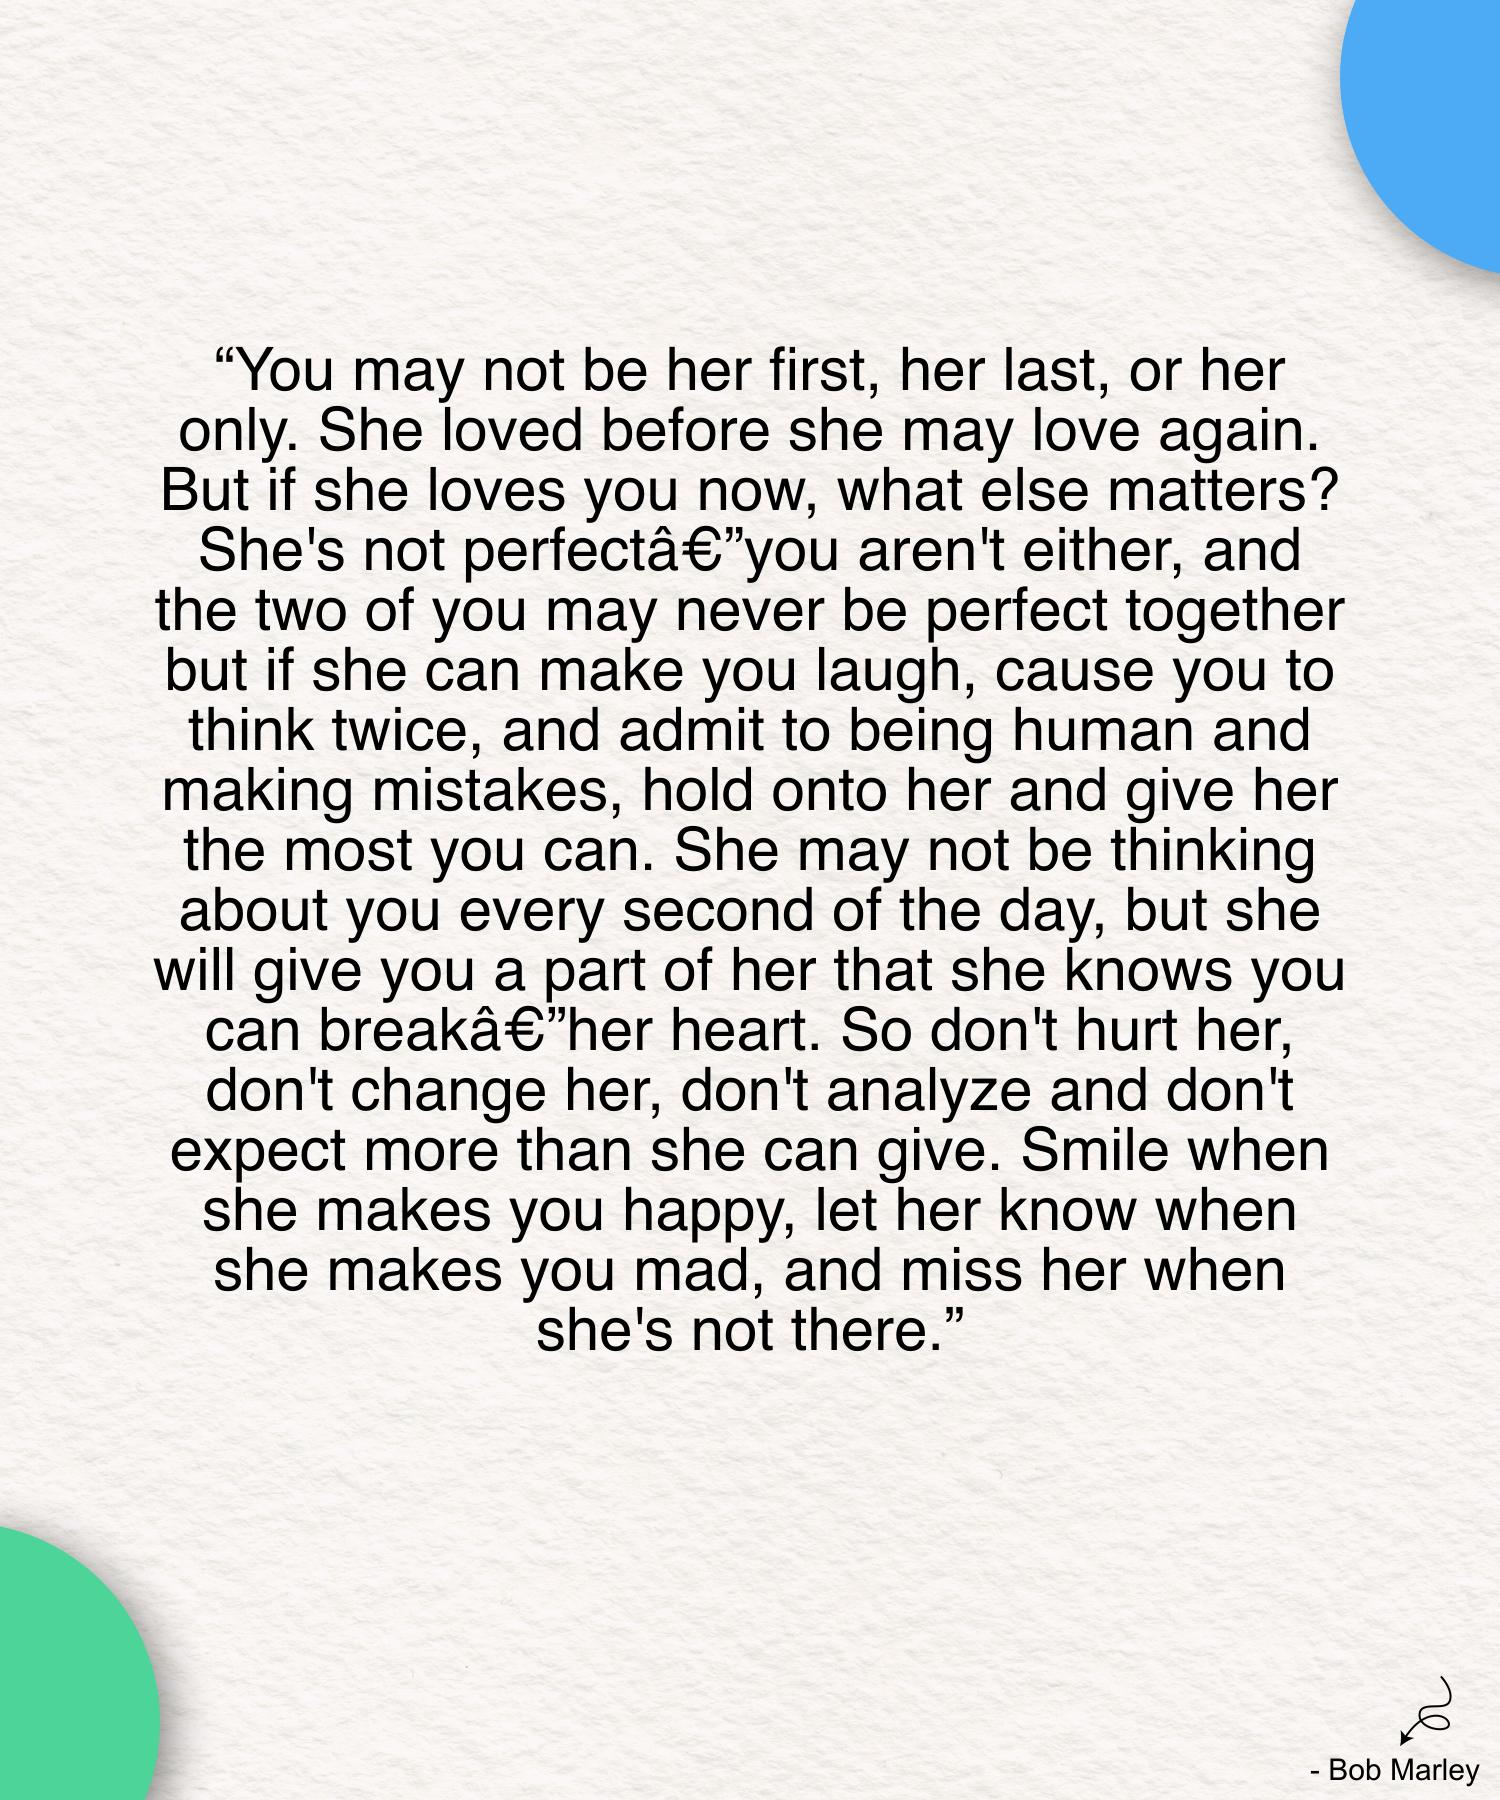 “You may not be her first, her last, or her
only. She loved before she may love again.
But if she loves you now, what else matters?
She's not perfectâ€”you aren't either, and
the two of you may never be perfect together
but if she can make you laugh, cause you to
think twice, and admit to being human and
making mistakes, hold onto her and give her
the most you can. She may not be thinking
about you every second of the day, but she
will give you a part of her that she knows you
can breakâ€”her heart. So don't hurt her,
don't change her, don't analyze and don't
expect more than she can give. Smile when
she makes you happy, let her know when
she makes you mad, and miss her when
she's not there.”
- Bob Marley